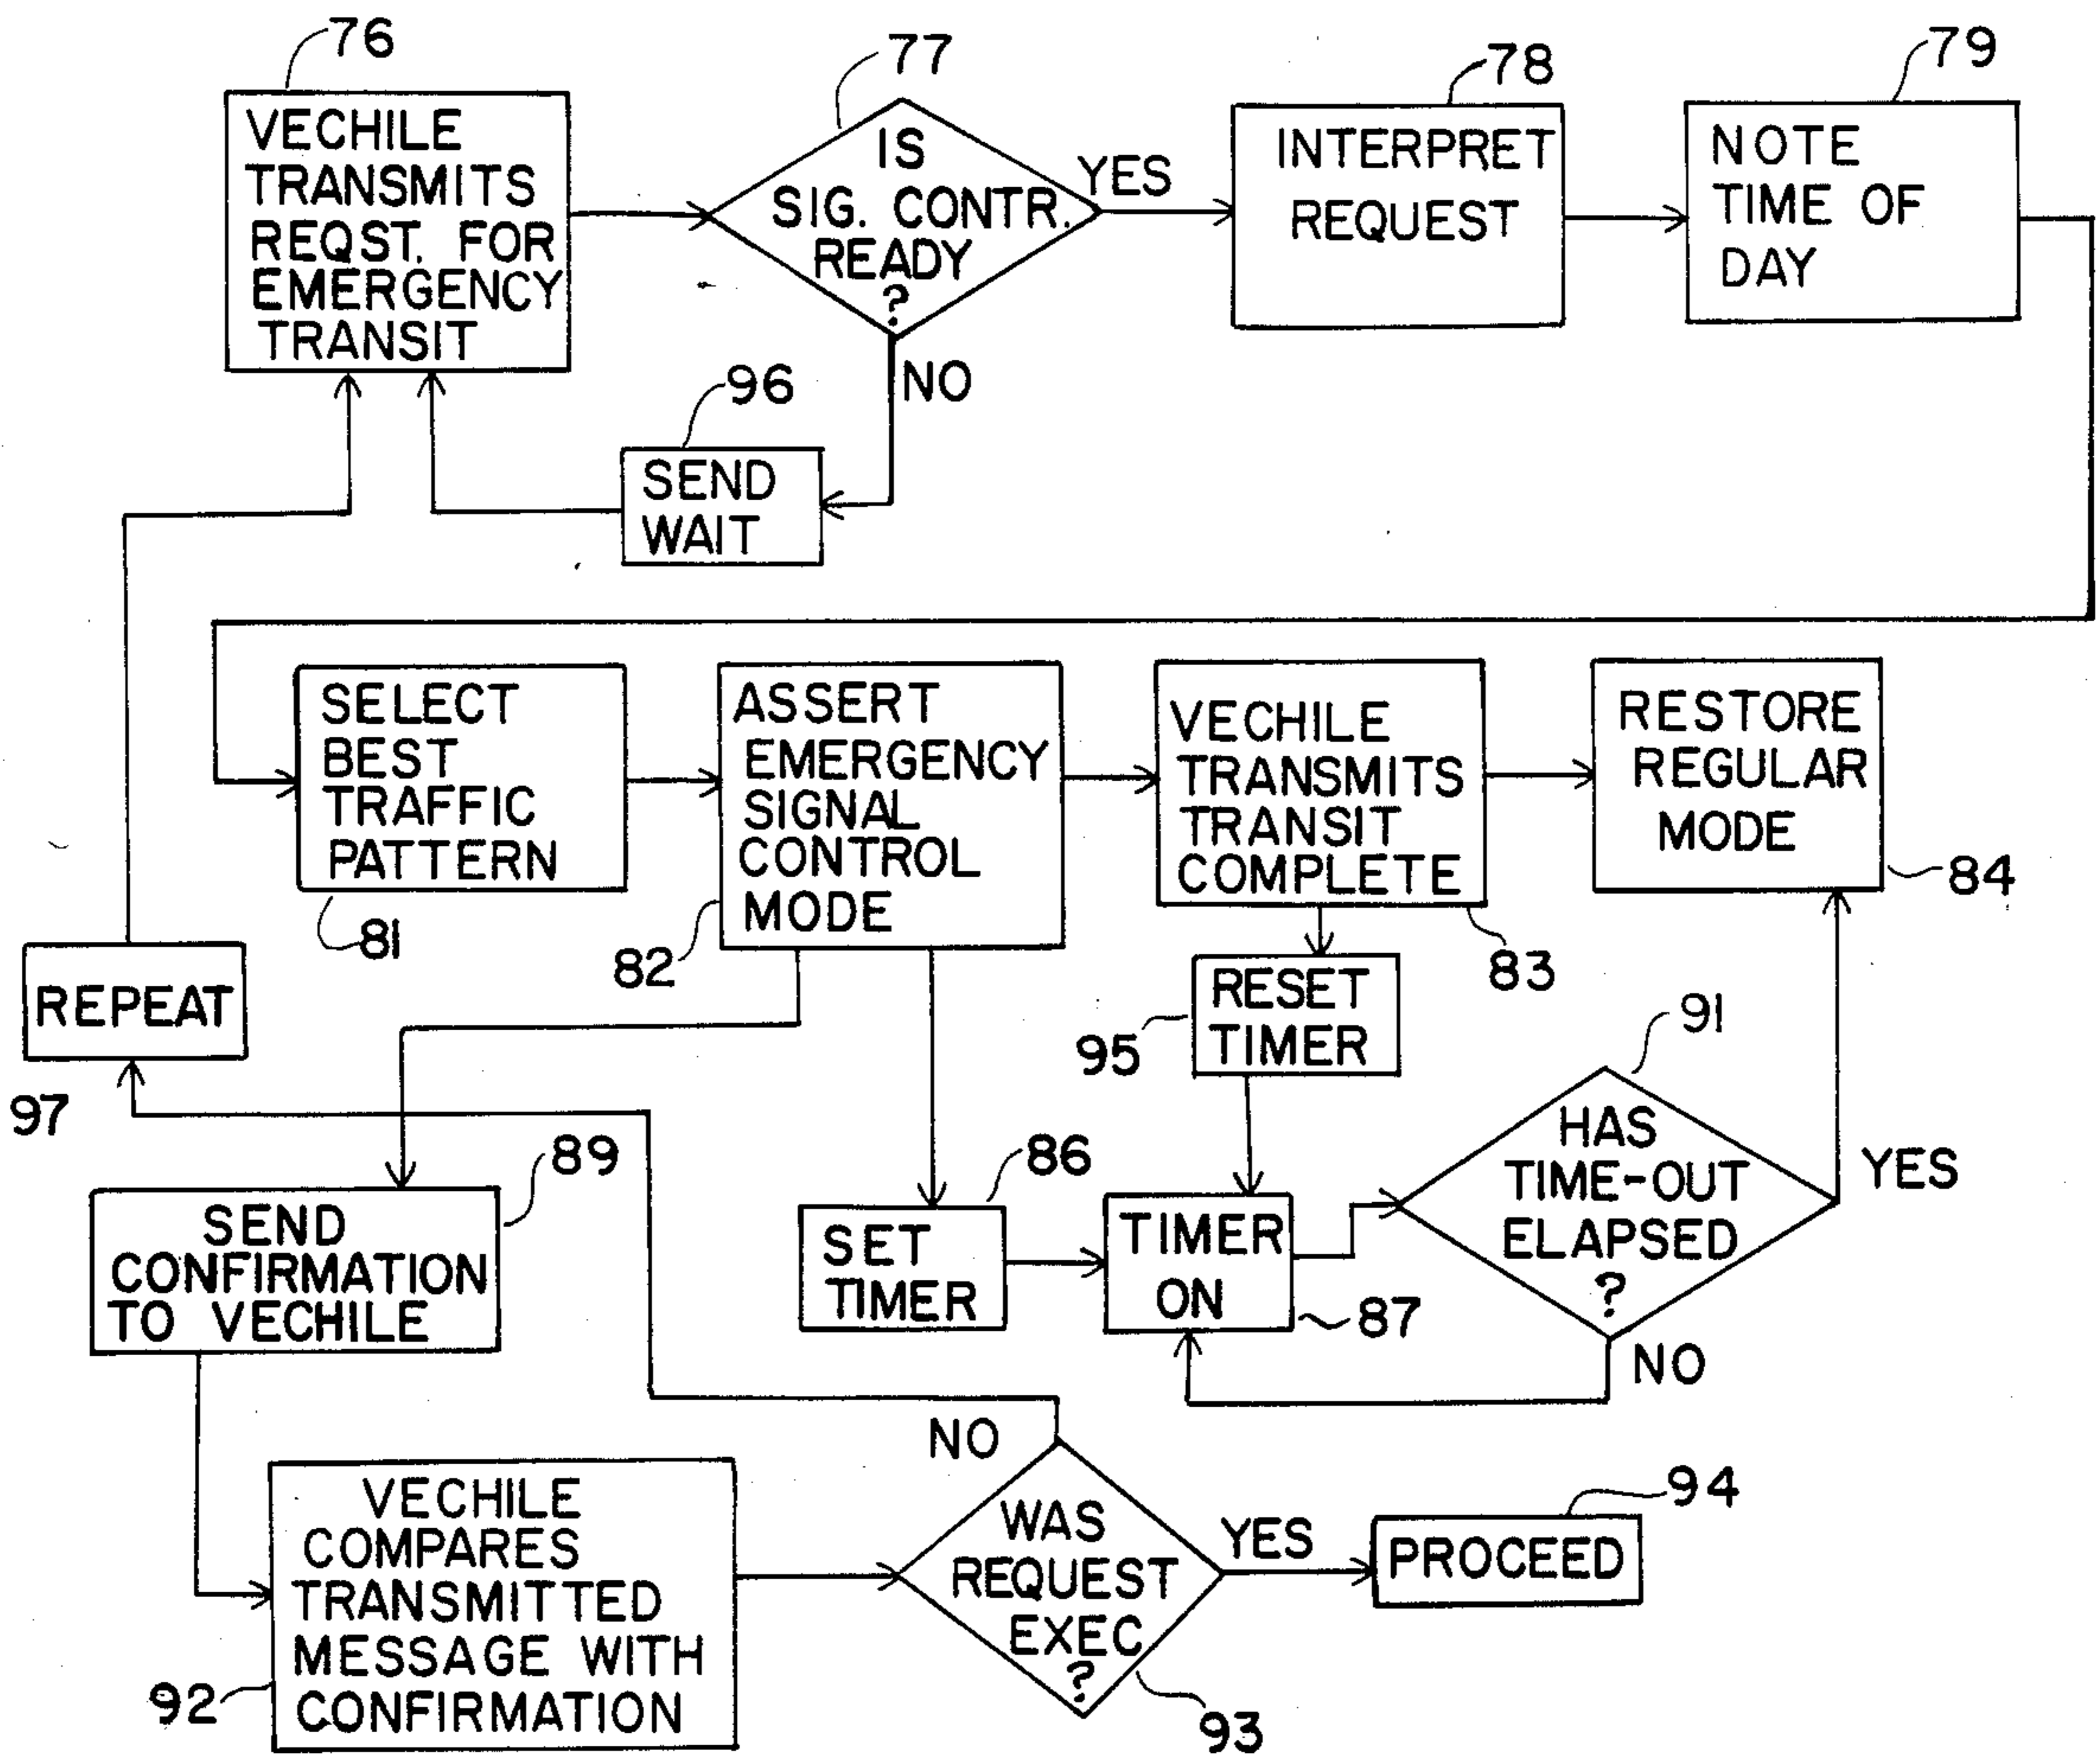 76
VECHILE
TRANSMITS
REQST. FOR
EMERGENCY
TRANSIT
77
IS
SIG. CONTR.
READY
?
YES
NO
78
INTERPRET
REQUEST
79
NOTE
TIME OF
DAY
96
SEND
WAIT
SELECT
BEST
TRAFFIC
PATTERN
81
ASSERT
EMERGENCY
SIGNAL
CONTROL
MODE
82
VECHILE
TRANSMITS
TRANSIT
COMPLETE
83
RESTORE
REGULAR
MODE
84
REPEAT
97
RESET
TIMER
95
91
HAS
TIME-OUT
ELAPSED
?
YES
NO
89
SEND
CONFIRMATION
TO VECHILE
86
SET
TIMER
TIMER
ON
87
VECHILE
COMPARES
TRANSMITTED
MESSAGE WITH
CONFIRMATION
92
NO
WAS
REQUEST
EXEC
?
93
YES
94
PROCEED